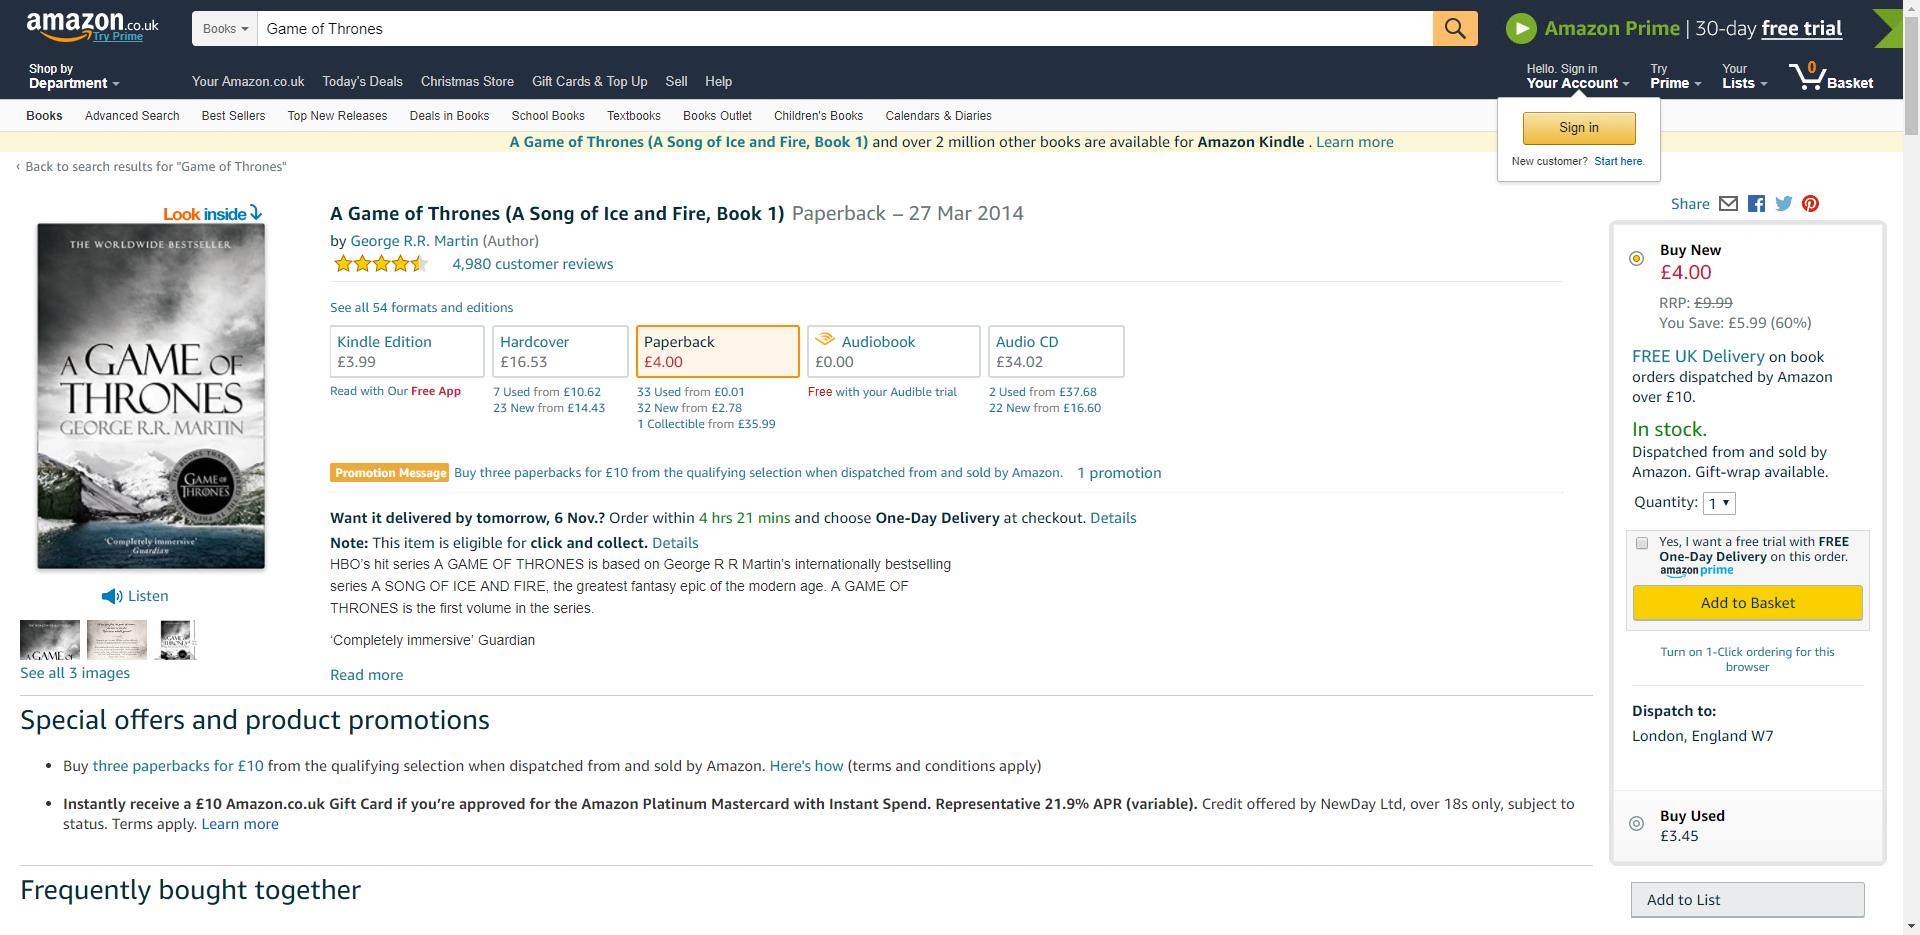 amazon.co.uk
Try Prime
Books
Game of Thrones
Amazon Prime | 30-day free trial
Shop by
Department
Your Amazon.co.uk Today's Deals Christmas Store Gift Cards & Top Up Sell Help
Hello. Sign in
Your Account
Try
Prime
Your
Lists
0
Basket
Books Advanced Search Best Sellers Top New Releases Deals in Books School Books Textbooks Books Outlet Children's Books Calendars & Diaries
Sign in
New customer? Start here.
A Game of Thrones (A Song of Ice and Fire, Book 1) and over 2 million other books are available for Amazon Kindle . Learn more
‹ Back to search results for "Game of Thrones"
Look inside
THE WORLDWIDE BESTSELLER
A GAME OF
THRONES
GEORGE R.R. MARTIN
GAME OF
THRONES
'Completely immersive'
Guardian
Listen
See all 3 images
A Game of Thrones (A Song of Ice and Fire, Book 1) Paperback – 27 Mar 2014
by George R.R. Martin (Author)
4,980 customer reviews
See all 54 formats and editions
Kindle Edition
£3.99
Read with Our Free App
Hardcover
£16.53
7 Used from £10.62
23 New from £14.43
Paperback
£4.00
33 Used from £0.01
32 New from £2.78
1 Collectible from £35.99
Audiobook
£0.00
Free with your Audible trial
Audio CD
£34.02
2 Used from £37.68
22 New from £16.60
Promotion Message Buy three paperbacks for £10 from the qualifying selection when dispatched from and sold by Amazon. 1 promotion
Want it delivered by tomorrow, 6 Nov.? Order within 4 hrs 21 mins and choose One-Day Delivery at checkout. Details
Note: This item is eligible for click and collect. Details
HBO's hit series A GAME OF THRONES is based on George R R Martin's internationally bestselling
series A SONG OF ICE AND FIRE, the greatest fantasy epic of the modern age. A GAME OF
THRONES is the first volume in the series.
‘Completely immersive’ Guardian
Read more
Share
Buy New
£4.00
RRP: £9.99
You Save: £5.99 (60%)
FREE UK Delivery on book
orders dispatched by Amazon
over £10.
In stock.
Dispatched from and sold by
Amazon. Gift-wrap available.
Quantity: 1
Yes, I want a free trial with FREE
One-Day Delivery on this order.
amazon prime
Add to Basket
Turn on 1-Click ordering for this
browser
Dispatch to:
London, England W7
Buy Used
£3.45
Add to List
Special offers and product promotions
• Buy three paperbacks for £10 from the qualifying selection when dispatched from and sold by Amazon. Here's how (terms and conditions apply)
• Instantly receive a £10 Amazon.co.uk Gift Card if you’re approved for the Amazon Platinum Mastercard with Instant Spend. Representative 21.9% APR (variable). Credit offered by NewDay Ltd, over 18s only, subject to
status. Terms apply. Learn more
Frequently bought together